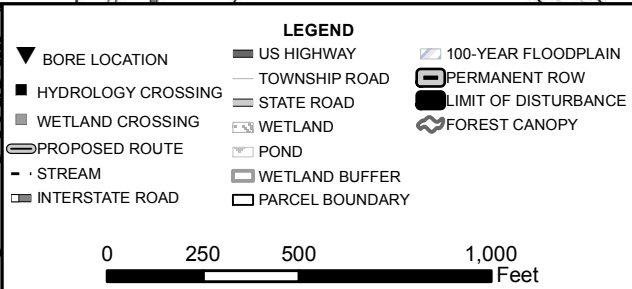 LEGEND
BORE LOCATION
HYDROLOGY CROSSING
WETLAND CROSSING
PROPOSED ROUTE
STREAM
INTERSTATE ROAD
US HIGHWAY
TOWNSHIP ROAD
STATE ROAD
WETLAND
POND
WETLAND BUFFER
PARCEL BOUNDARY
100-YEAR FLOODPLAIN
PERMANENT ROW
LIMIT OF DISTURBANCE
FOREST CANOPY
0 250 500 1,000
Feet